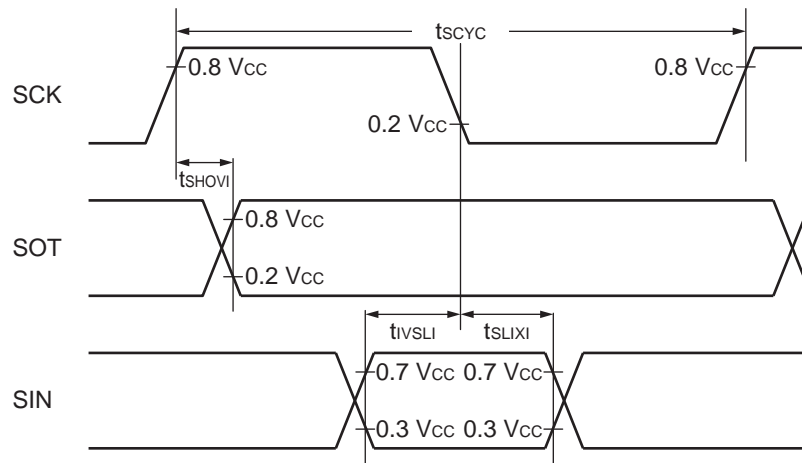 tSCYC
SCK
0.8 VCC
0.8 VCC
0.2 VCC
tSHOVI
SOT
0.8 VCC
0.2 VCC
tIVSLI
tSLIXI
SIN
0.7 VCC
0.7 VCC
0.3 VCC
0.3 VCC